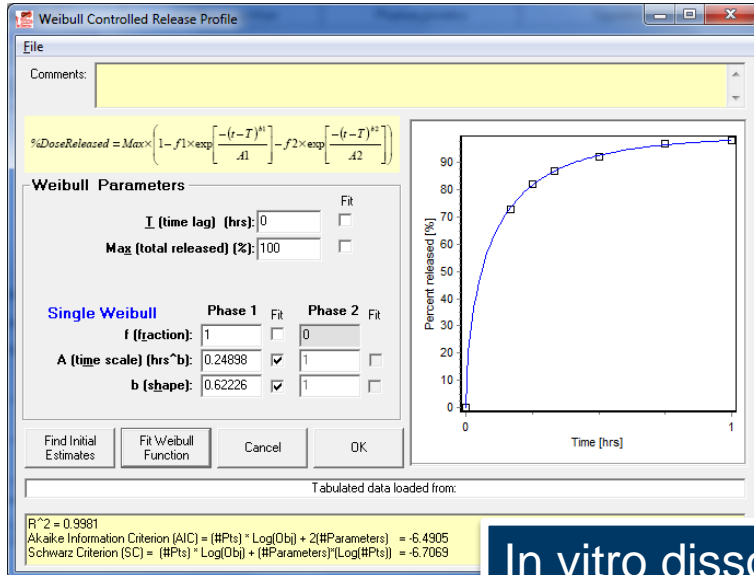 Weibull Controlled Release Profile
File
Comments:
%DoseReleased = Max×(1−f1×exp[−(t−T)^b1/A1]−f2×exp[−(t−T)^b2/A2])
Weibull Parameters
Fit
T (time lag) (hrs): 0
Max (total released) (%): 100
Single Weibull Phase 1 Fit Phase 2 Fit
f (fraction): 1 0
A (time scale) (hrs^b): 0.24898 1
b (shape): 0.62226 1
Find Initial Estimates
Fit Weibull Function
Cancel
OK
Percent released [%]
90
80
70
60
50
40
30
20
10
0
0 1
Time [hrs]
Tabulated data loaded from:
R^2 = 0.9981
Akaike Information Criterion (AIC) = (#Pts) * Log(Obj) + 2(#Parameters) = -6.4905
Schwarz Criterion (SC) = (#Pts) * Log(Obj) + (#Parameters)*(Log(#Pts)) = -6.7069
In vitro disso